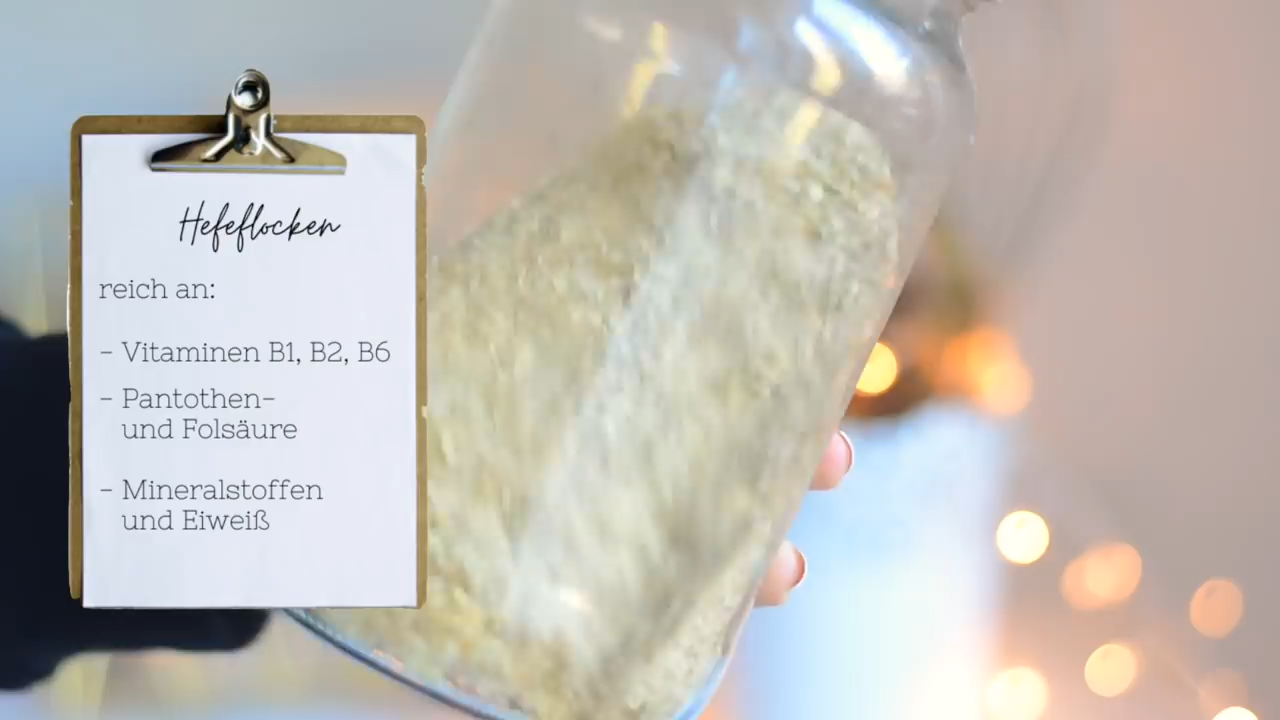 Hefeflocken
reich an:
- Vitaminen B1, B2, B6
- Pantothen-
und Folsäure
- Mineralstoffen
und Eiweiß